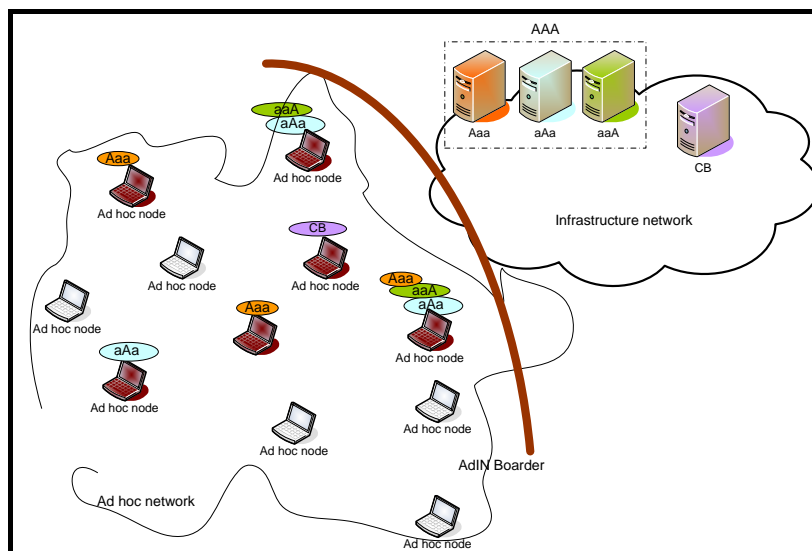 AAA
Aaa
aAa
aaA
CB
Infrastructure network
aaA
aAa
Ad hoc node
Aaa
Ad hoc node
CB
Ad hoc node
Ad hoc node
Aaa
aaA
aAa
Ad hoc node
Ad hoc node
Aaa
Ad hoc node
aAa
Ad hoc node
Ad hoc node
Ad hoc node
AdIN Boarder
Ad hoc network
Ad hoc node